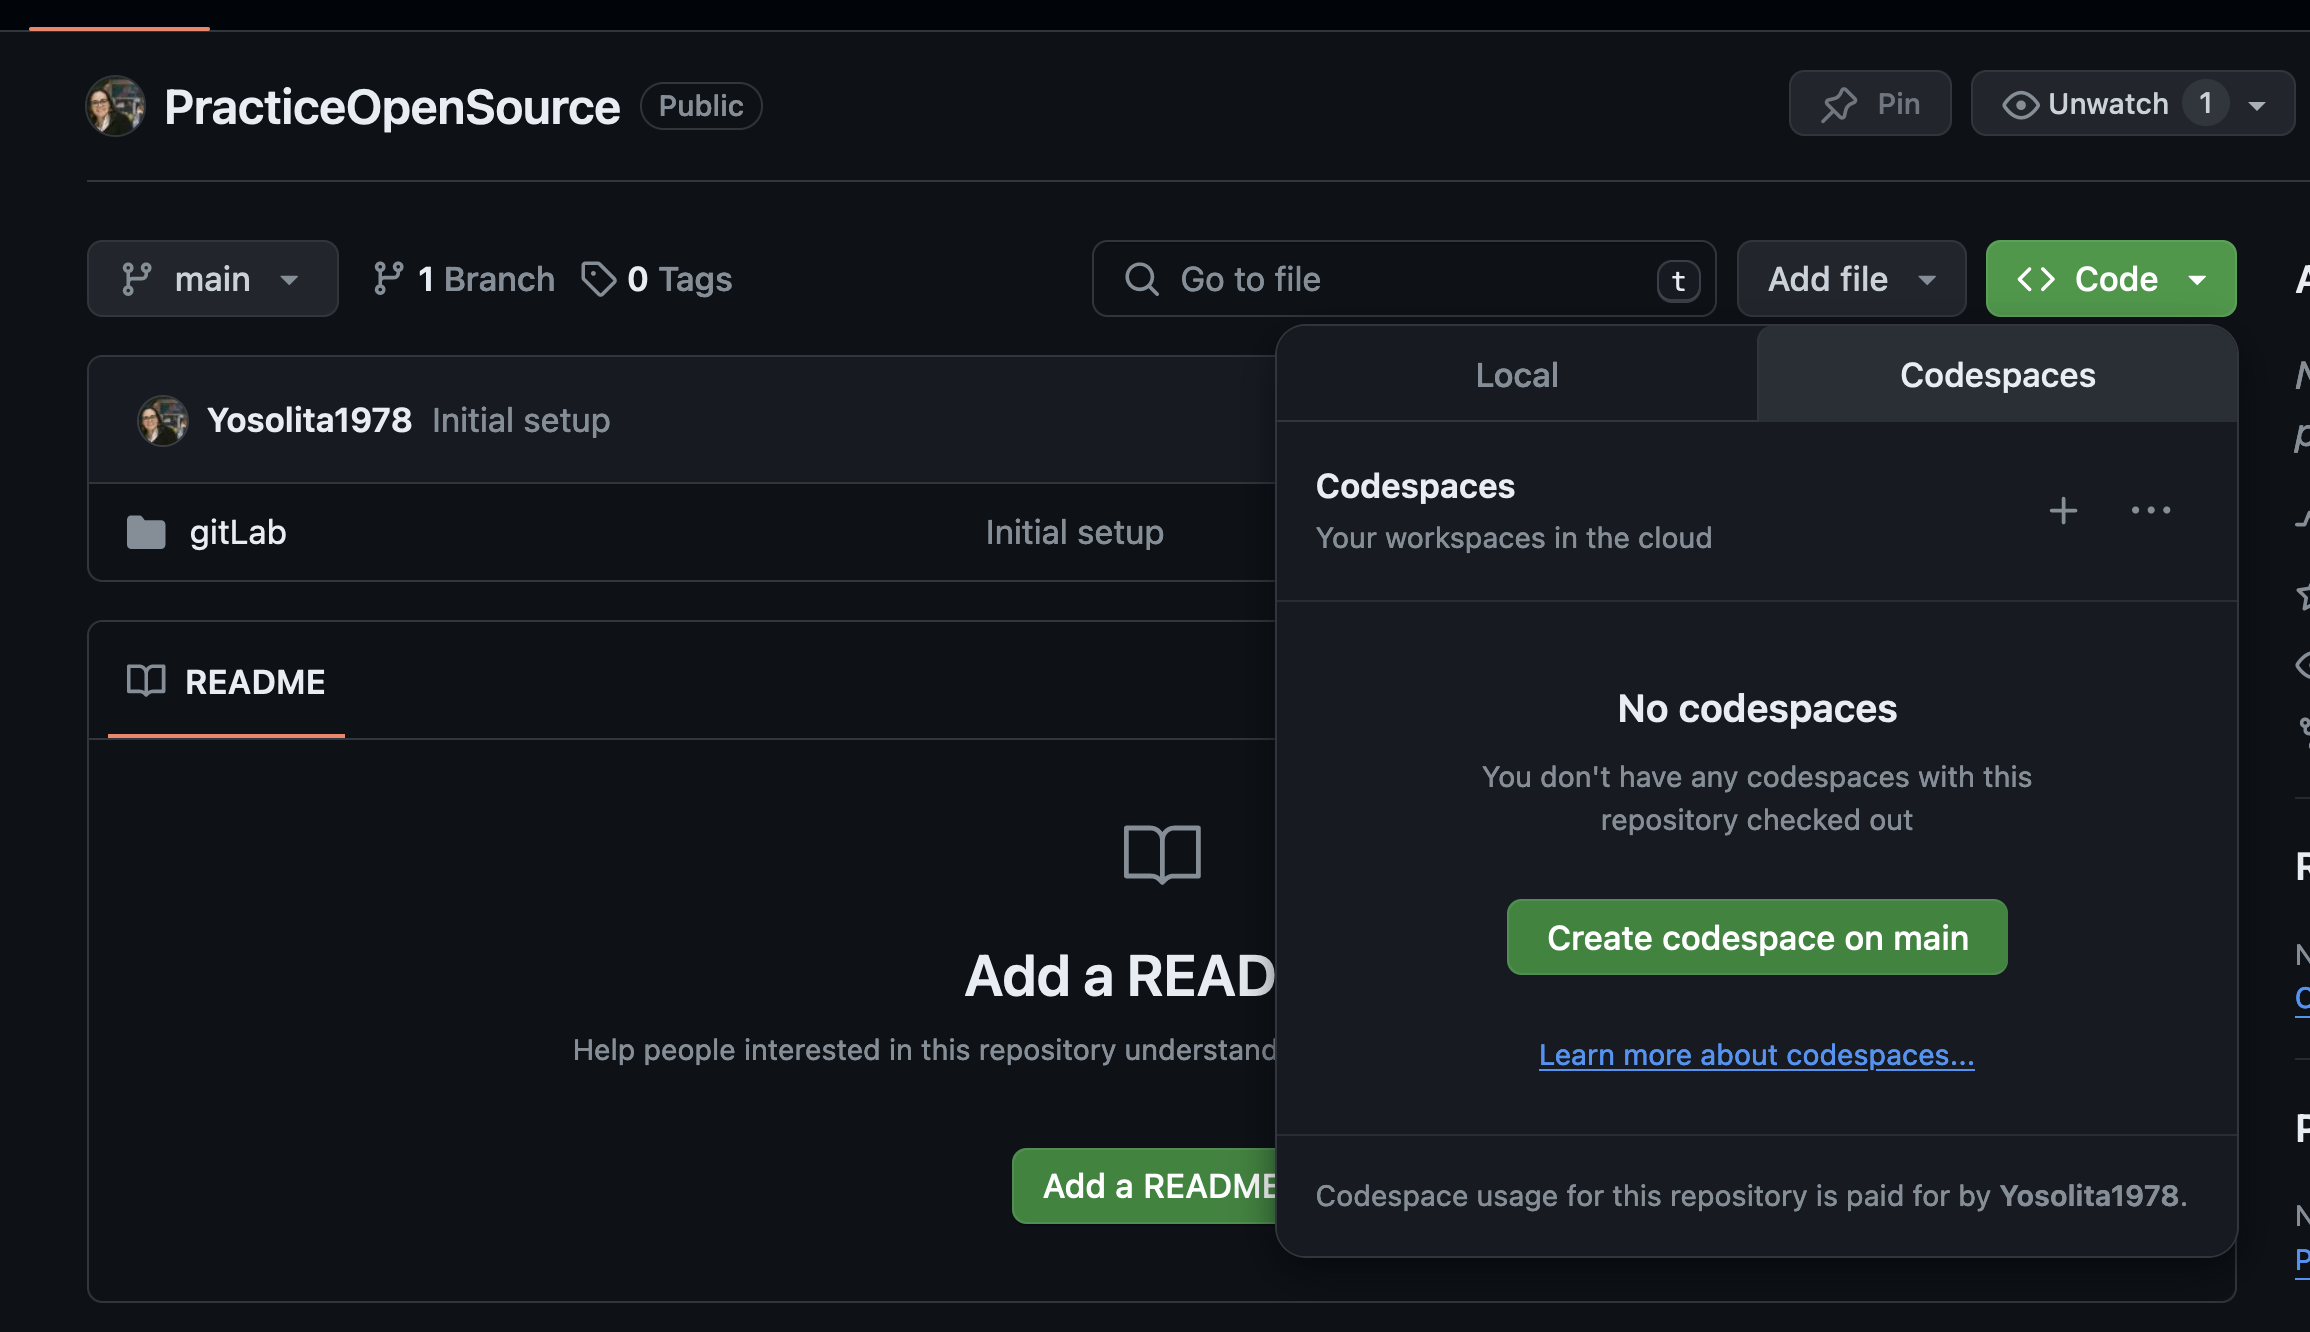 PracticeOpenSource Public
Pin
Unwatch 1
main
1 Branch
0 Tags
Go to file t
Add file
Code
Local
Codespaces
Yosolita1978 Initial setup
gitLab Initial setup
Codespaces
Your workspaces in the cloud
No codespaces
You don't have any codespaces with this
repository checked out
Create codespace on main
Learn more about codespaces...
Codespace usage for this repository is paid for by Yosolita1978.
README
Add a READ
Help people interested in this repository understand
Add a README